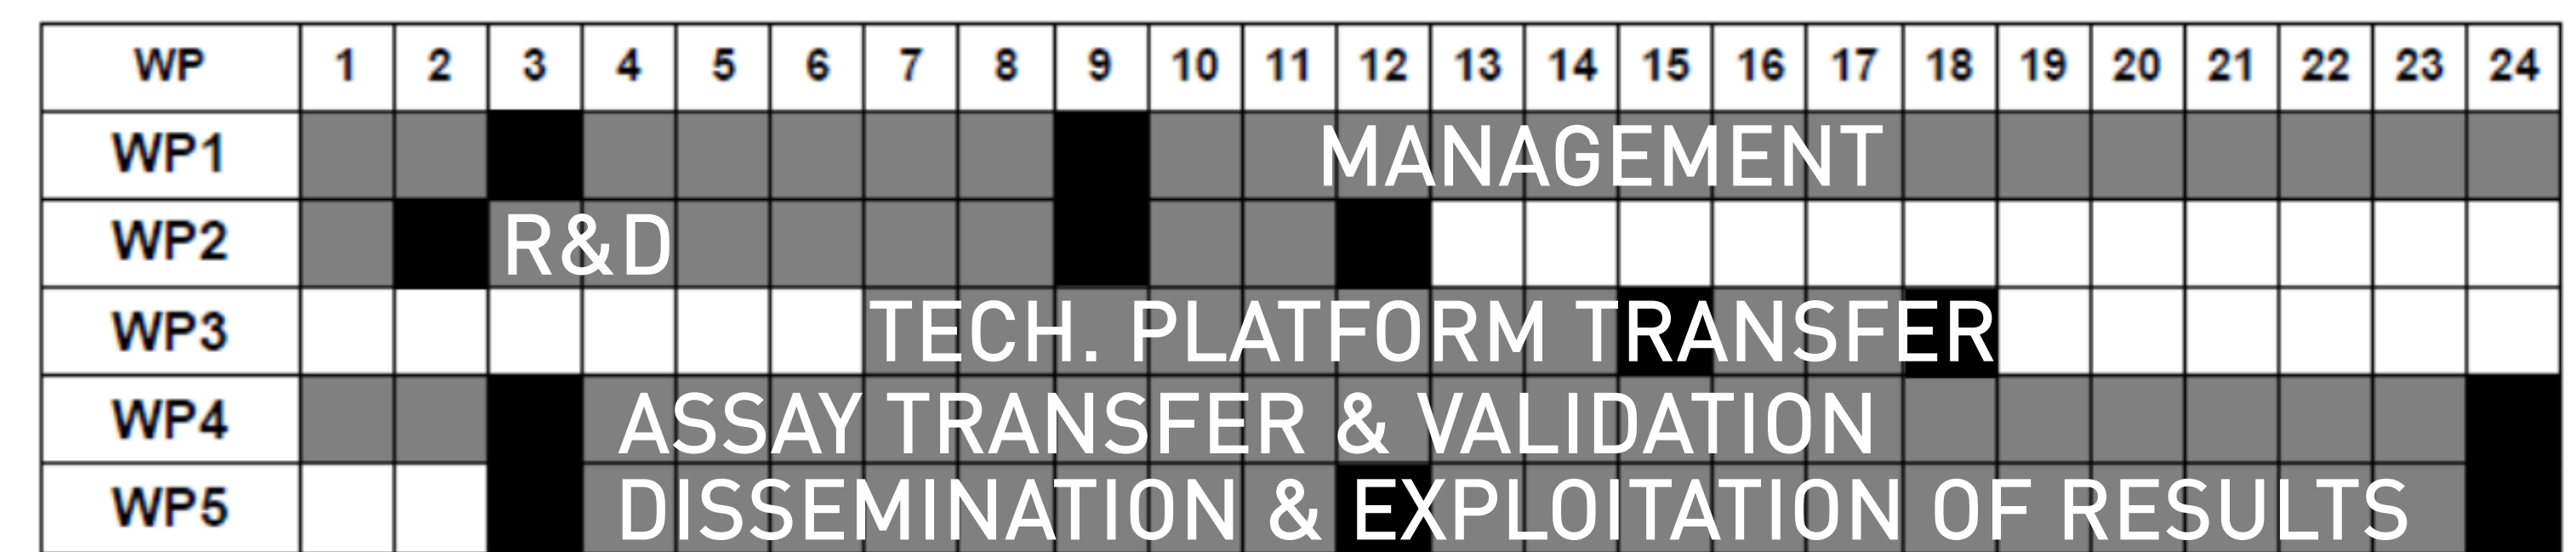 WP 1 2 3 4 5 6 7 8 9 10 11 12 13 14 15 16 17 18 19 20 21 22 23 24
WP1 MANAGEMENT
WP2 R&D
WP3 TECH. PLATFORM TRANSFER
WP4 ASSAY TRANSFER & VALIDATION
WP5 DISSEMINATION & EXPLOITATION OF RESULTS